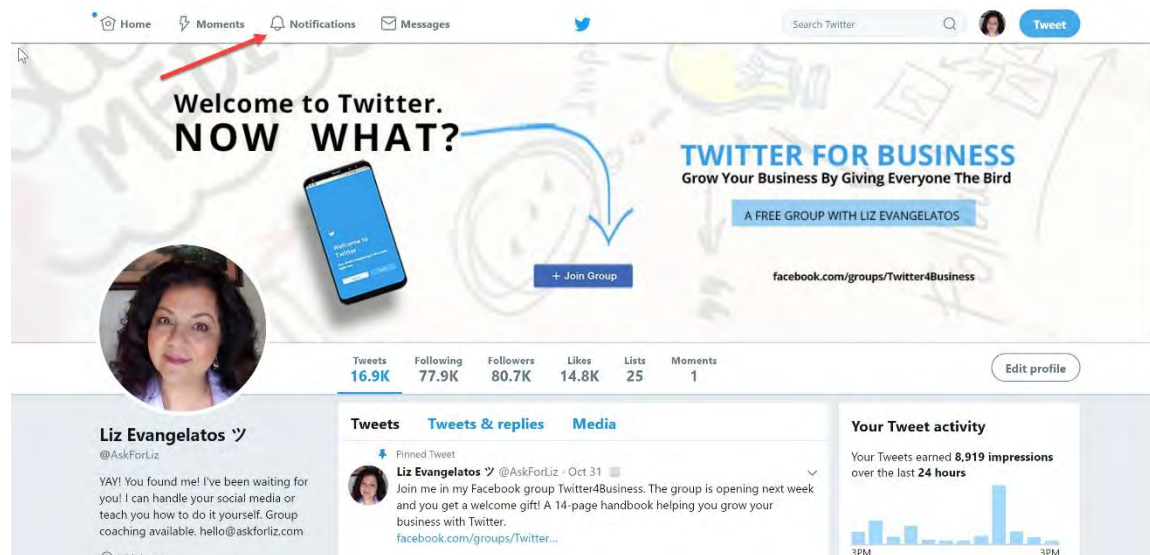 Home Moments Notifications Messages Search Twitter Tweet
Welcome to Twitter.
NOW WHAT?
Welcome to
Twitter
+ Join Group
TWITTER FOR BUSINESS
Grow Your Business By Giving Everyone The Bird
A FREE GROUP WITH LIZ EVANGELATOS
facebook.com/groups/Twitter4Business
Tweets Following Followers Likes Lists Moments
16.9K 77.9K 80.7K 14.8K 25 1
Edit profile
Liz Evangelatos ツ
@AskForLiz
YAY! You found me! I've been waiting for
you! I can handle your social media or
teach you how to do it yourself. Group
coaching available. hello@askforliz.com
Tweets Tweets & replies Media
Pinned Tweet
Liz Evangelatos ツ @AskForLiz · Oct 31
Join me in my Facebook group Twitter4Business. The group is opening next week
and you get a welcome gift! A 14-page handbook helping you grow your
business with Twitter.
facebook.com/groups/Twitter...
Your Tweet activity
Your Tweets earned 8,919 impressions
over the last 24 hours
3PM 3PM